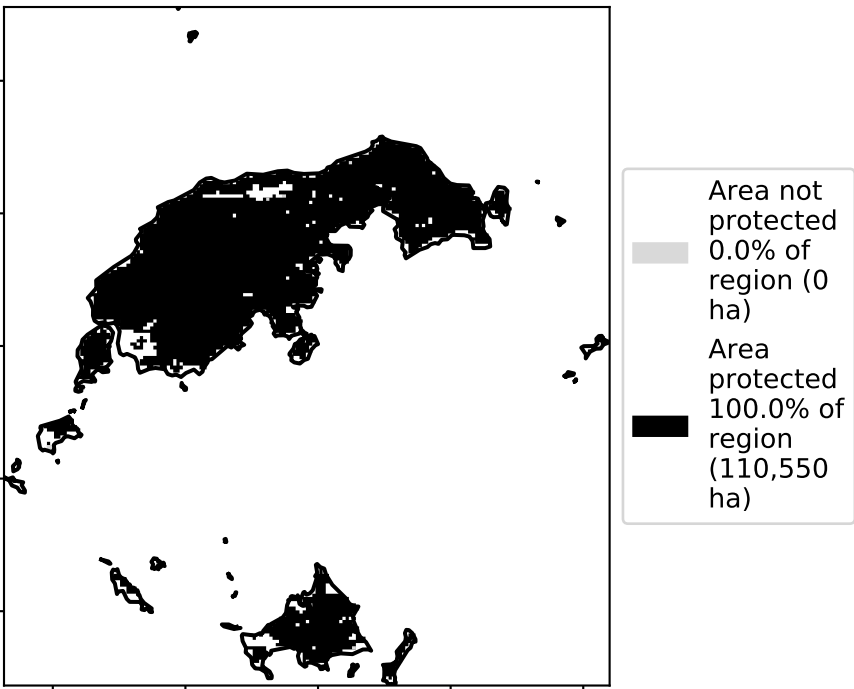 Area not
protected
0.0% of
region (0
ha)
Area
protected
100.0% of
region
(110,550
ha)